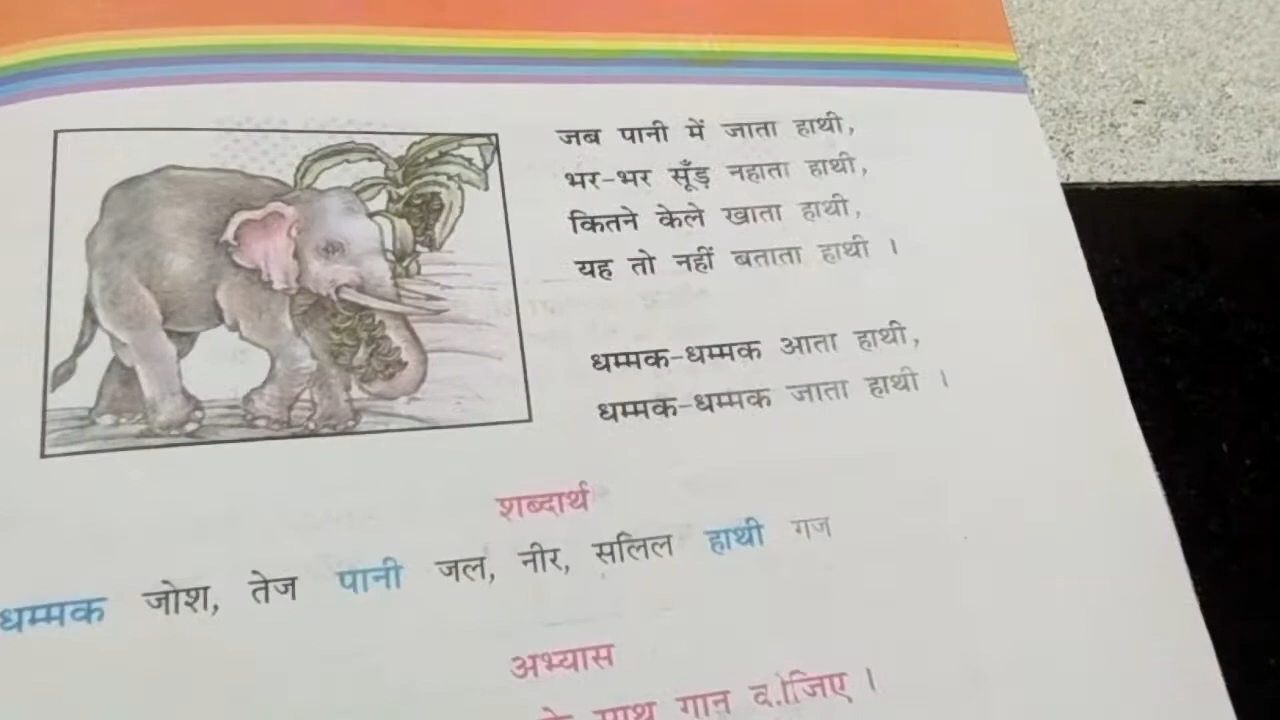 जब पानी में जाता हाथी,
भर-भर सूँड़ नहाता हाथी,
कितने केले खाता हाथी,
यह तो नहीं बताता हाथी ।
धम्मक-धम्मक आता हाथी,
धम्मक-धम्मक जाता हाथी ।
शब्दार्थ
धम्मक जोश, तेज पानी जल, नीर, सलिल हाथी गज
अभ्यास
साथ गान कीजिए ।